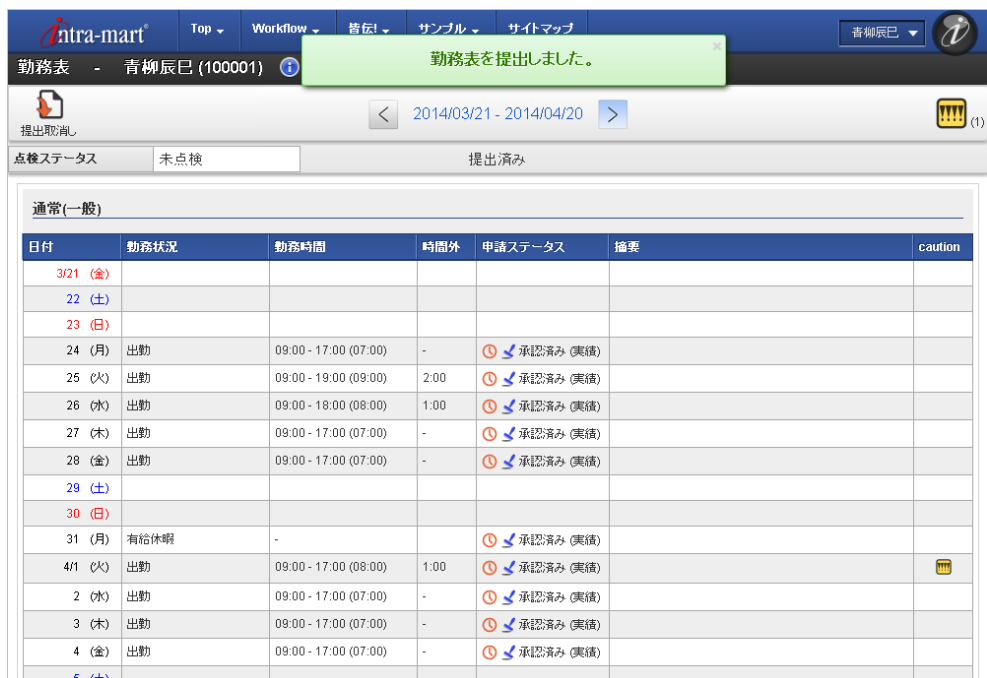 intra-mart® Top Workflow 皆伝! サンプル サイトマップ 青柳辰巳
勤務表を提出しました。 ×
勤務表 - 青柳辰巳 (100001)
提出取消し < 2014/03/21 - 2014/04/20 > (1)
点検ステータス 未点検 提出済み
通常(一般)
日付 勤務状況 勤務時間 時間外 申請ステータス 摘要 caution
3/21 (金)
22 (土)
23 (日)
24 (月) 出勤 09:00 - 17:00 (07:00) - 承認済み (実績)
25 (火) 出勤 09:00 - 19:00 (09:00) 2:00 承認済み (実績)
26 (水) 出勤 09:00 - 18:00 (08:00) 1:00 承認済み (実績)
27 (木) 出勤 09:00 - 17:00 (07:00) - 承認済み (実績)
28 (金) 出勤 09:00 - 17:00 (07:00) - 承認済み (実績)
29 (土)
30 (日)
31 (月) 有給休暇 - 承認済み (実績)
4/1 (火) 出勤 09:00 - 17:00 (08:00) 1:00 承認済み (実績)
2 (水) 出勤 09:00 - 17:00 (07:00) - 承認済み (実績)
3 (木) 出勤 09:00 - 17:00 (07:00) - 承認済み (実績)
4 (金) 出勤 09:00 - 17:00 (07:00) - 承認済み (実績)
5 (土)